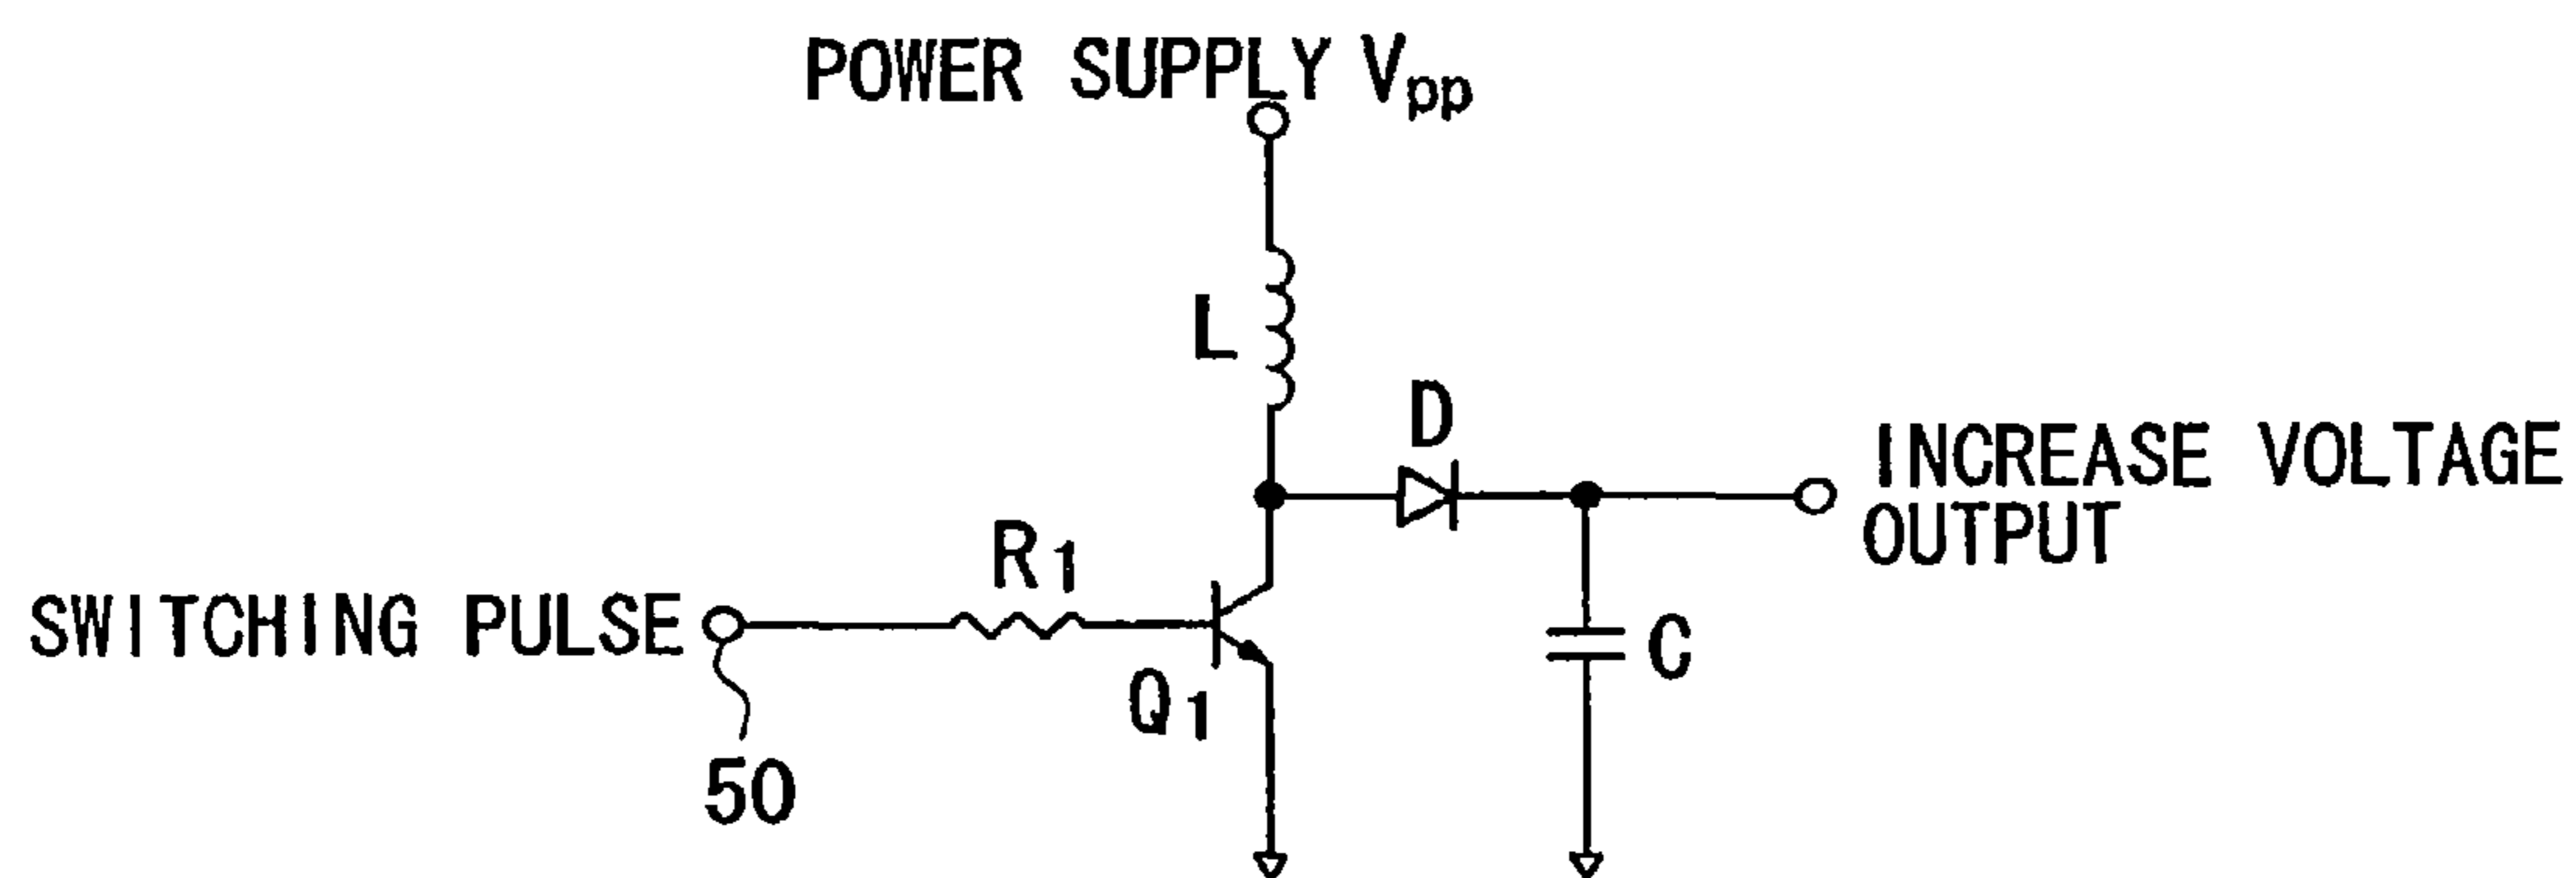 POWER SUPPLY Vpp
L
D
INCREASE VOLTAGE
OUTPUT
R1
SWITCHING PULSE
Q1
C
50